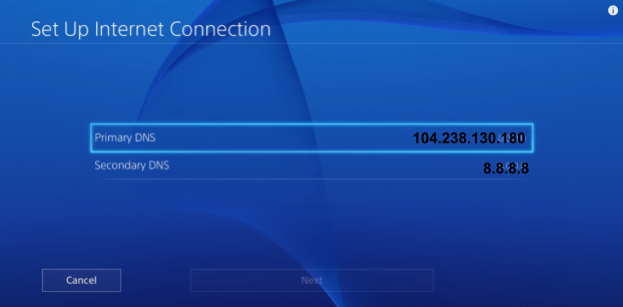 Set Up Internet Connection
Primary DNS 104.238.130.180
Secondary DNS 8.8.8.8
Cancel Next